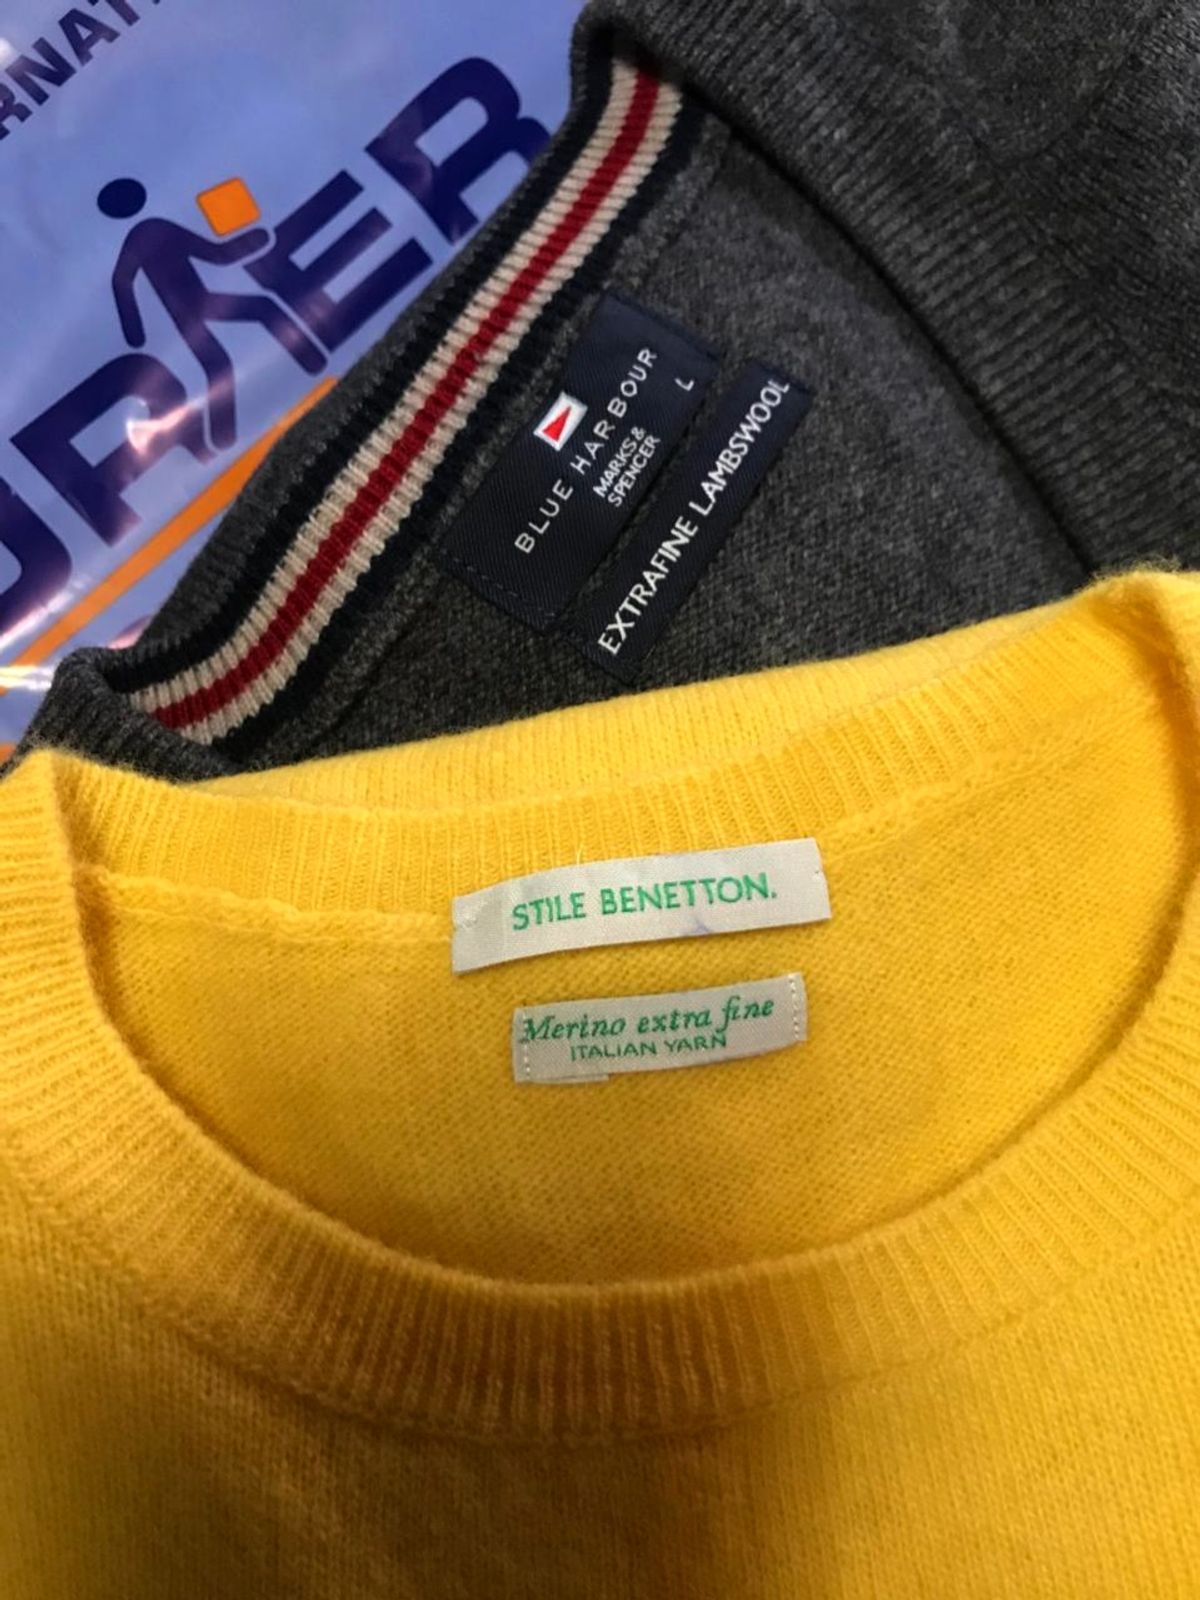 BLUE HARBOUR
MARKS &
SPENCER
L
EXTRAFINE LAMBSWOOL
STILE BENETTON.
Merino extra fine
ITALIAN YARN